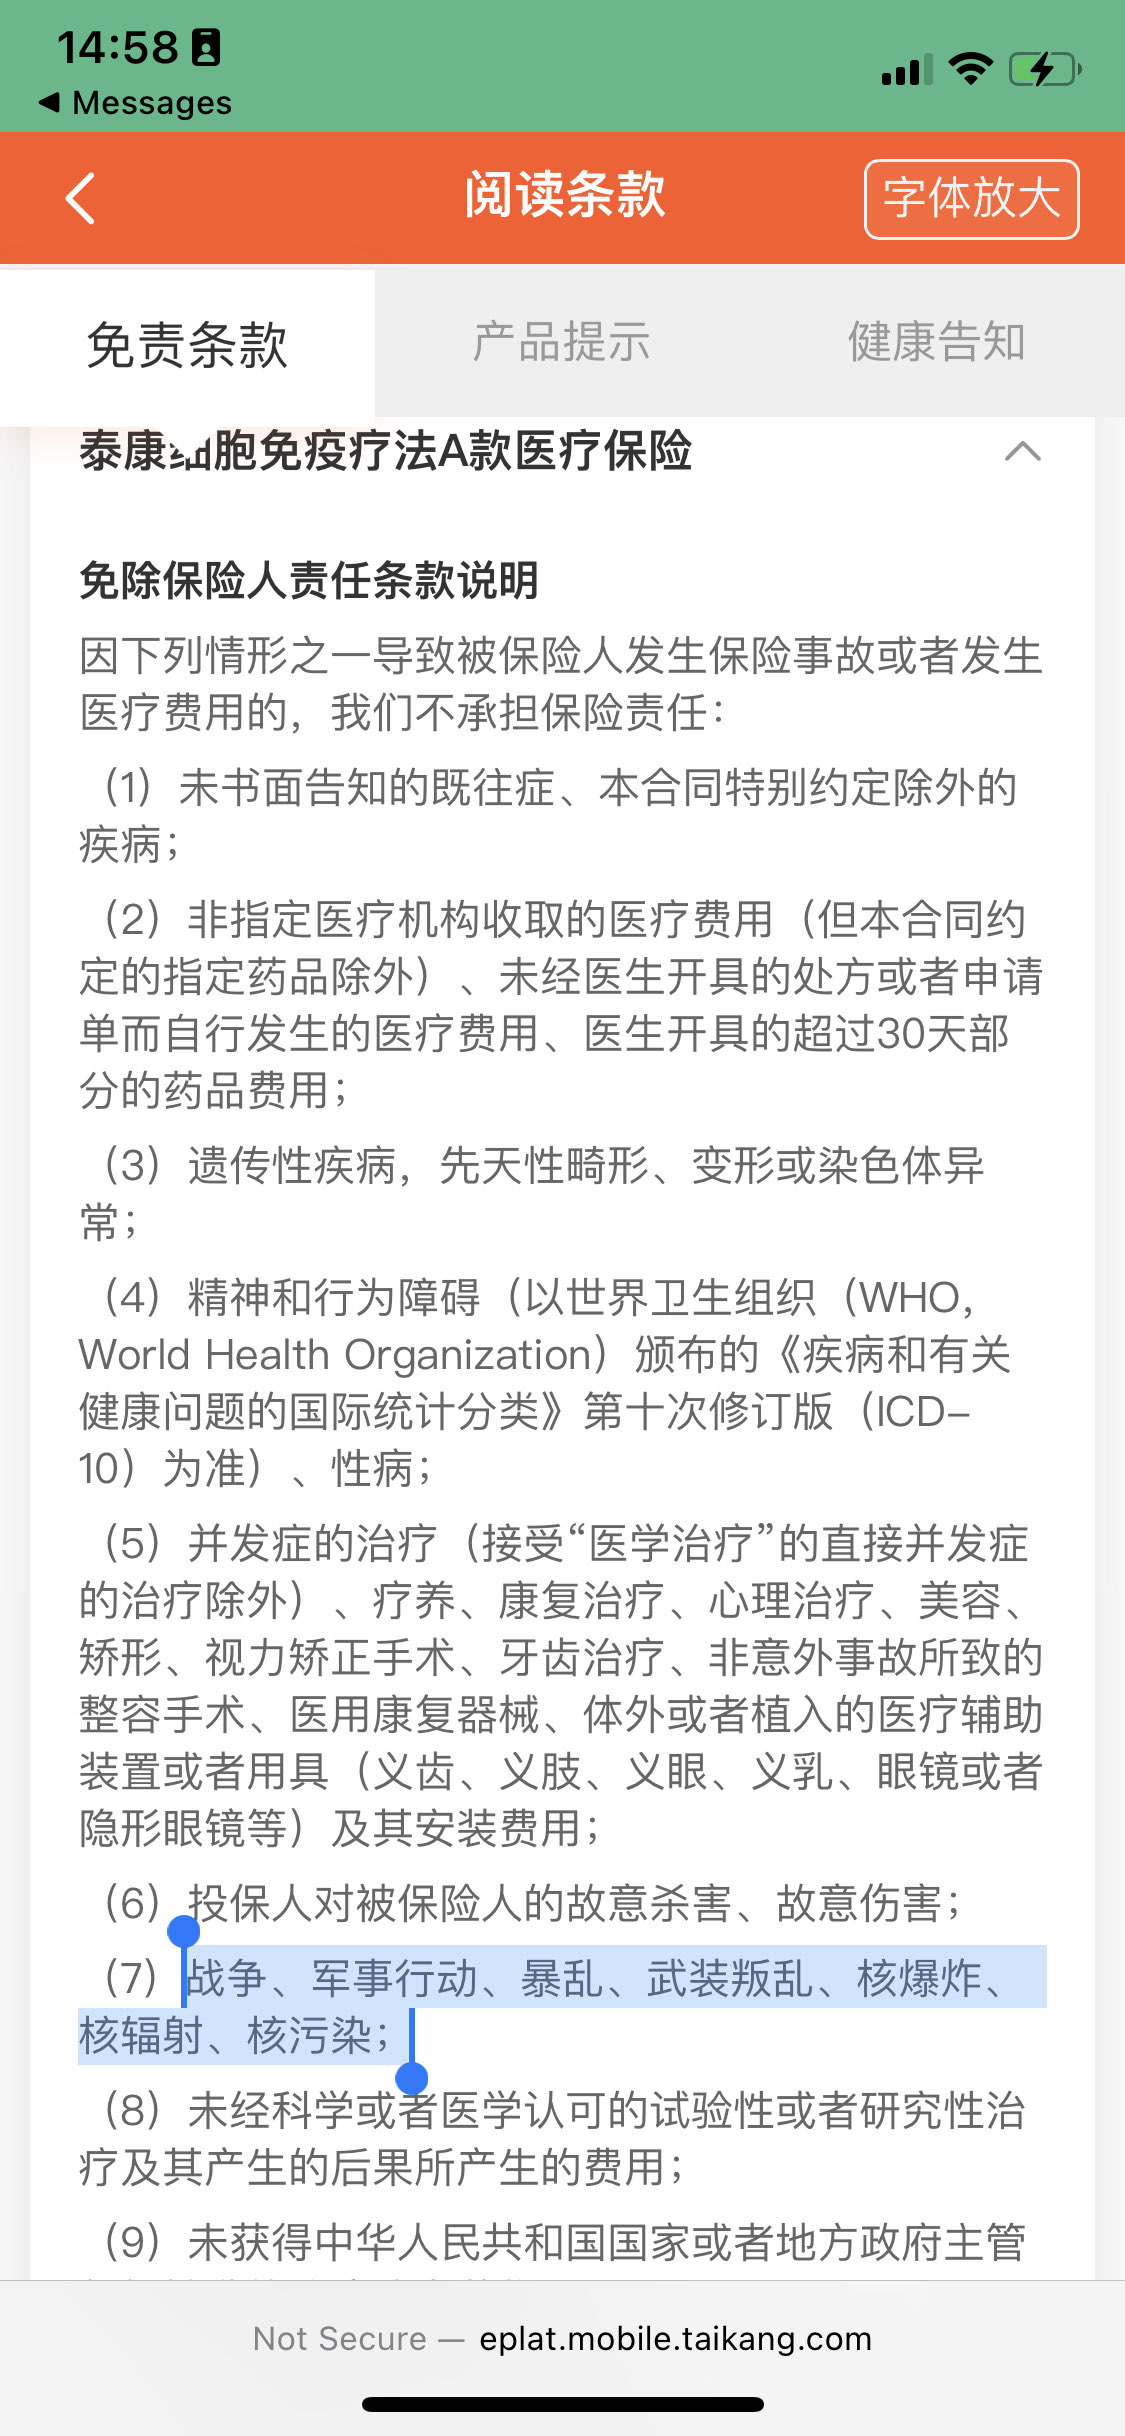 14:58
Messages
阅读条款
字体放大
免责条款
产品提示
健康告知
泰康细胞免疫疗法A款医疗保险
免除保险人责任条款说明
因下列情形之一导致被保险人发生保险事故或者发生
医疗费用的，我们不承担保险责任：
（1）未书面告知的既往症、本合同特别约定除外的
疾病；
（2）非指定医疗机构收取的医疗费用（但本合同约
定的指定药品除外）、未经医生开具的处方或者申请
单而自行发生的医疗费用、医生开具的超过30天部
分的药品费用；
（3）遗传性疾病，先天性畸形、变形或染色体异
常；
（4）精神和行为障碍（以世界卫生组织（WHO，
World Health Organization）颁布的《疾病和有关
健康问题的国际统计分类》第十次修订版（ICD–
10）为准）、性病；
（5）并发症的治疗（接受“医学治疗”的直接并发症
的治疗除外）、疗养、康复治疗、心理治疗、美容、
矫形、视力矫正手术、牙齿治疗、非意外事故所致的
整容手术、医用康复器械、体外或者植入的医疗辅助
装置或者用具（义齿、义肢、义眼、义乳、眼镜或者
隐形眼镜等）及其安装费用；
（6）投保人对被保险人的故意杀害、故意伤害；
（7）战争、军事行动、暴乱、武装叛乱、核爆炸、
核辐射、核污染；
（8）未经科学或者医学认可的试验性或者研究性治
疗及其产生的后果所产生的费用；
（9）未获得中华人民共和国国家或者地方政府主管
Not Secure — eplat.mobile.taikang.com